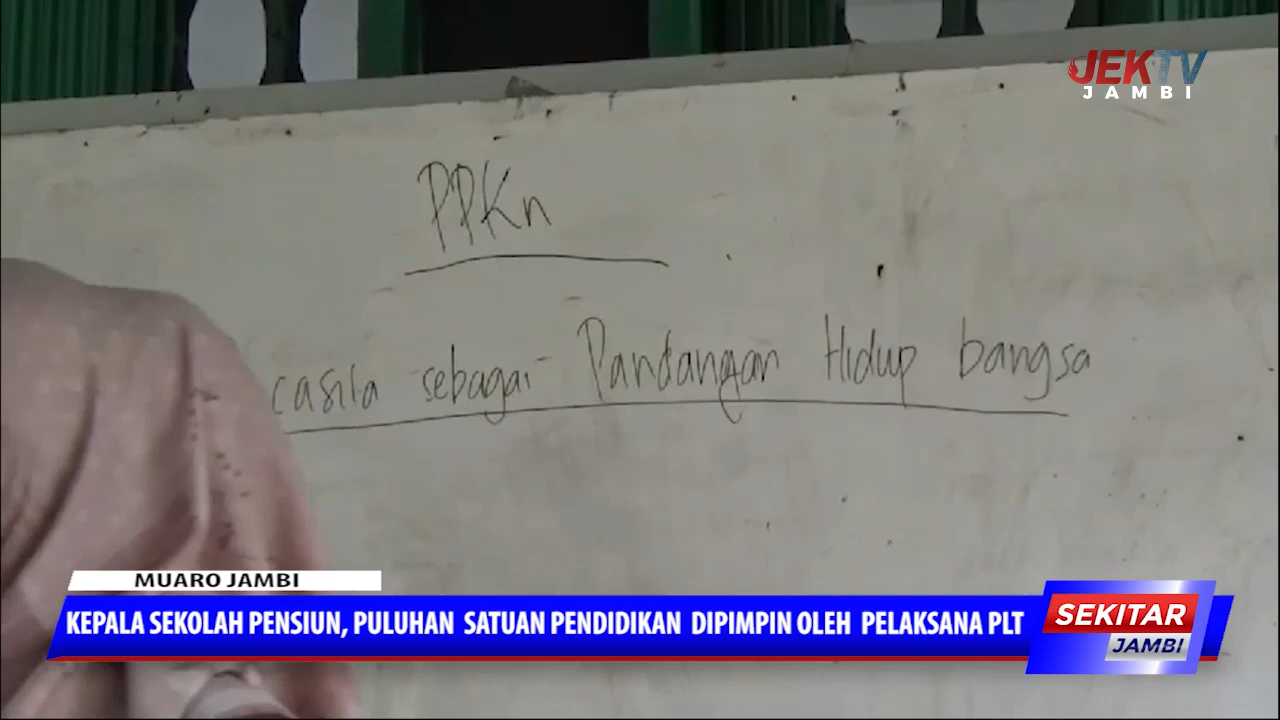 JEKTV
JAMBI
PPKn
casila sebagai Pandangan Hidup bangsa
MUARO JAMBI
KEPALA SEKOLAH PENSIUN, PULUHAN SATUAN PENDIDIKAN DIPIMPIN OLEH PELAKSANA PLT
SEKITAR
JAMBI